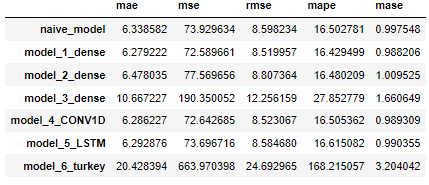 mae mse rmse mape mase
naive_model 6.338582 73.929634 8.598234 16.502781 0.997548
model_1_dense 6.279222 72.589661 8.519957 16.429499 0.988206
model_2_dense 6.478035 77.569656 8.807364 16.480209 1.009525
model_3_dense 10.667227 190.350052 12.256159 27.852779 1.660649
model_4_CONV1D 6.286227 72.642685 8.523067 16.505362 0.989309
model_5_LSTM 6.292876 73.696716 8.584680 16.615082 0.990355
model_6_turkey 20.428394 663.970398 24.692965 168.215057 3.204042